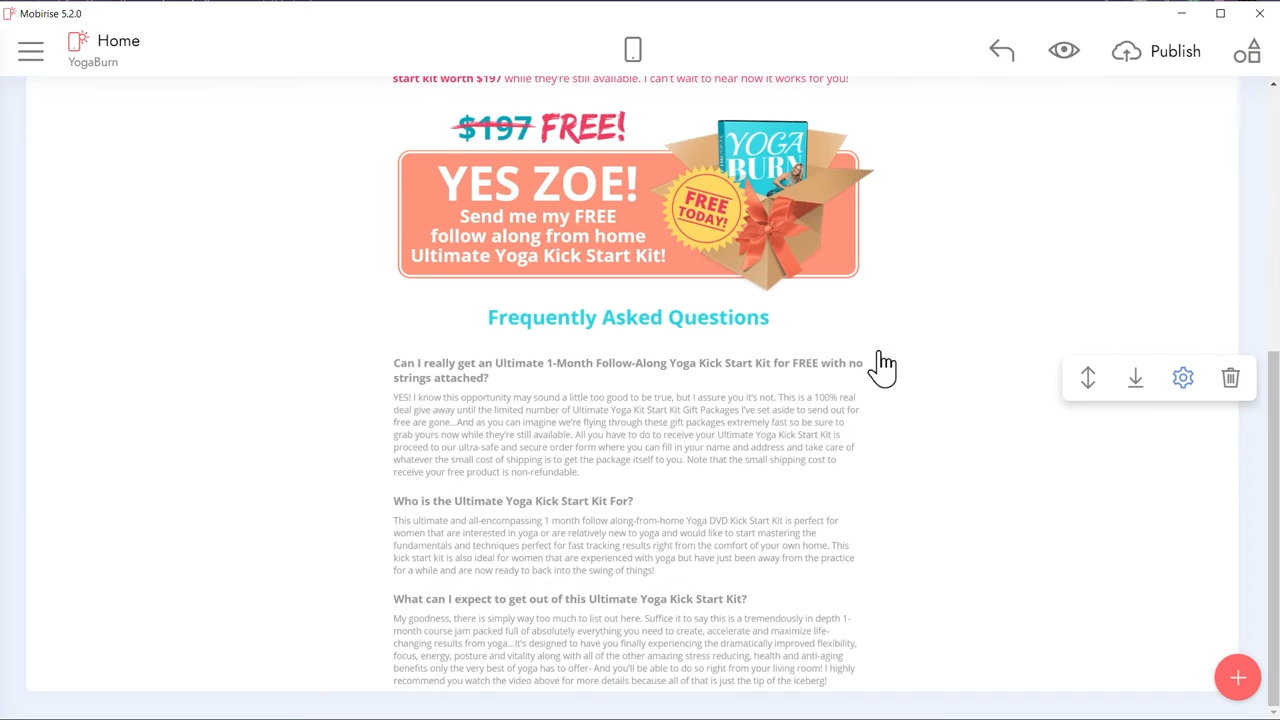 Mobirise 5.2.0
Home
YogaBurn
Publish
start kit worth $197 while they're still available. I can't wait to hear how it works for you!
$197 FREE!
YES ZOE!
Send me my FREE
follow along from home
Ultimate Yoga Kick Start Kit!
YOGA
BURN
FREE
TODAY!
Frequently Asked Questions
Can I really get an Ultimate 1-Month Follow-Along Yoga Kick Start Kit for FREE with no
strings attached?
YES! I know this opportunity may sound a little too good to be true, but I assure you it's not. This is a 100% real
deal give away until the limited number of Ultimate Yoga Kit Start Kit Gift Packages I've set aside to send out for
free are gone...And as you can imagine we're flying through these gift packages extremely fast so be sure to
grab yours now while they're still available. All you have to do to receive your Ultimate Yoga Kick Start Kit is
proceed to our ultra-safe and secure order form where you can fill in your name and address and take care of
whatever the small cost of shipping is to get the package itself to you. Note that the small shipping cost to
receive your free product is non-refundable.
Who is the Ultimate Yoga Kick Start Kit For?
This ultimate and all-encompassing 1 month follow along-from-home Yoga DVD Kick Start Kit is perfect for
women that are interested in yoga or are relatively new to yoga and would like to start mastering the
fundamentals and techniques perfect for fast tracking results right from the comfort of your own home. This
kick start kit is also ideal for women that are experienced with yoga but have just been away from the practice
for a while and are now ready to back into the swing of things!
What can I expect to get out of this Ultimate Yoga Kick Start Kit?
My goodness, there is simply way too much to list out here. Suffice it to say this is a tremendously in depth 1-
month course jam packed full of absolutely everything you need to create, accelerate and maximize life-
changing results from yoga...It's designed to have you finally experiencing the dramatically improved flexibility,
focus, energy, posture and vitality along with all of the other amazing stress reducing, health and anti-aging
benefits only the very best of yoga has to offer- And you'll be able to do so right from your living room! I highly
recommend you watch the video above for more details because all of that is just the tip of the iceberg!